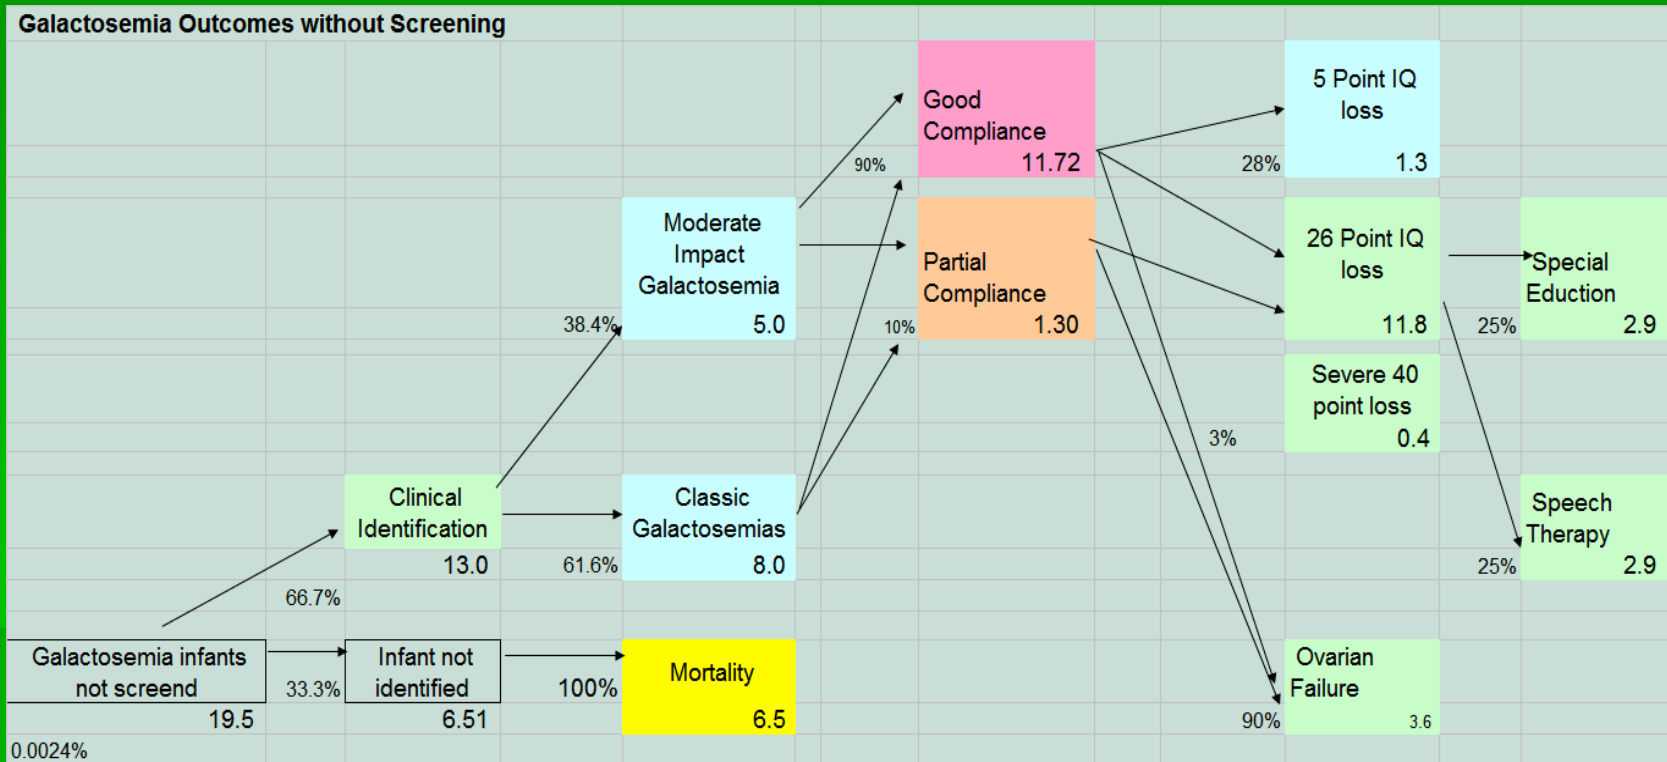 Galactosemia Outcomes without Screening
Good
Compliance
11.72
5 Point IQ
loss
1.3
90%
28%
Moderate
Impact
Galactosemia
5.0
38.4%
Partial
Compliance
1.30
10%
26 Point IQ
loss
11.8
Special
Eduction
2.9
25%
Severe 40
point loss
0.4
3%
Clinical
Identification
13.0
66.7%
Classic
Galactosemias
8.0
61.6%
Speech
Therapy
2.9
25%
Galactosemia infants
not screend
19.5
33.3%
Infant not
identified
6.51
100%
Mortality
6.5
Ovarian
Failure
3.6
90%
0.0024%